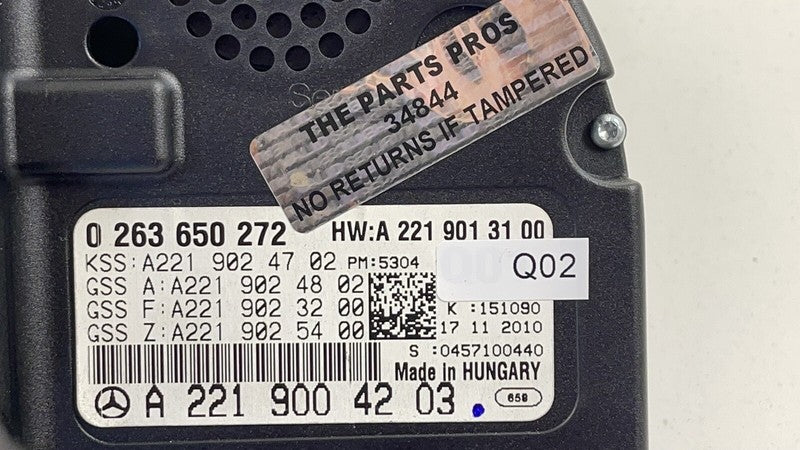 THE PARTS PROS
34844
NO RETURNS IF TAMPERED
0 263 650 272 HW:A 221 901 31 00
KSS:A221 902 47 02 PM:5304
GSS A:A221 902 48 02
Q02
GSS F:A221 902 32 00 K :151090
GSS Z:A221 902 54 00 17 11 2010
S :0457100440
Made in HUNGARY
A 221 900 42 03 . 658